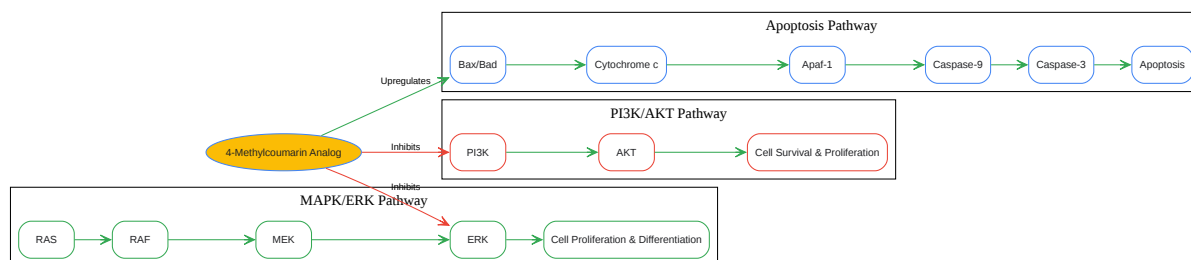 Apoptosis Pathway
Bax/Bad
Cytochrome c
Apaf-1
Caspase-9
Caspase-3
Apoptosis
Upregulates
PI3K/AKT Pathway
4-Methylcoumarin Analog
Inhibits
PI3K
AKT
Cell Survival & Proliferation
Inhibits
MAPK/ERK Pathway
RAS
RAF
MEK
ERK
Cell Proliferation & Differentiation